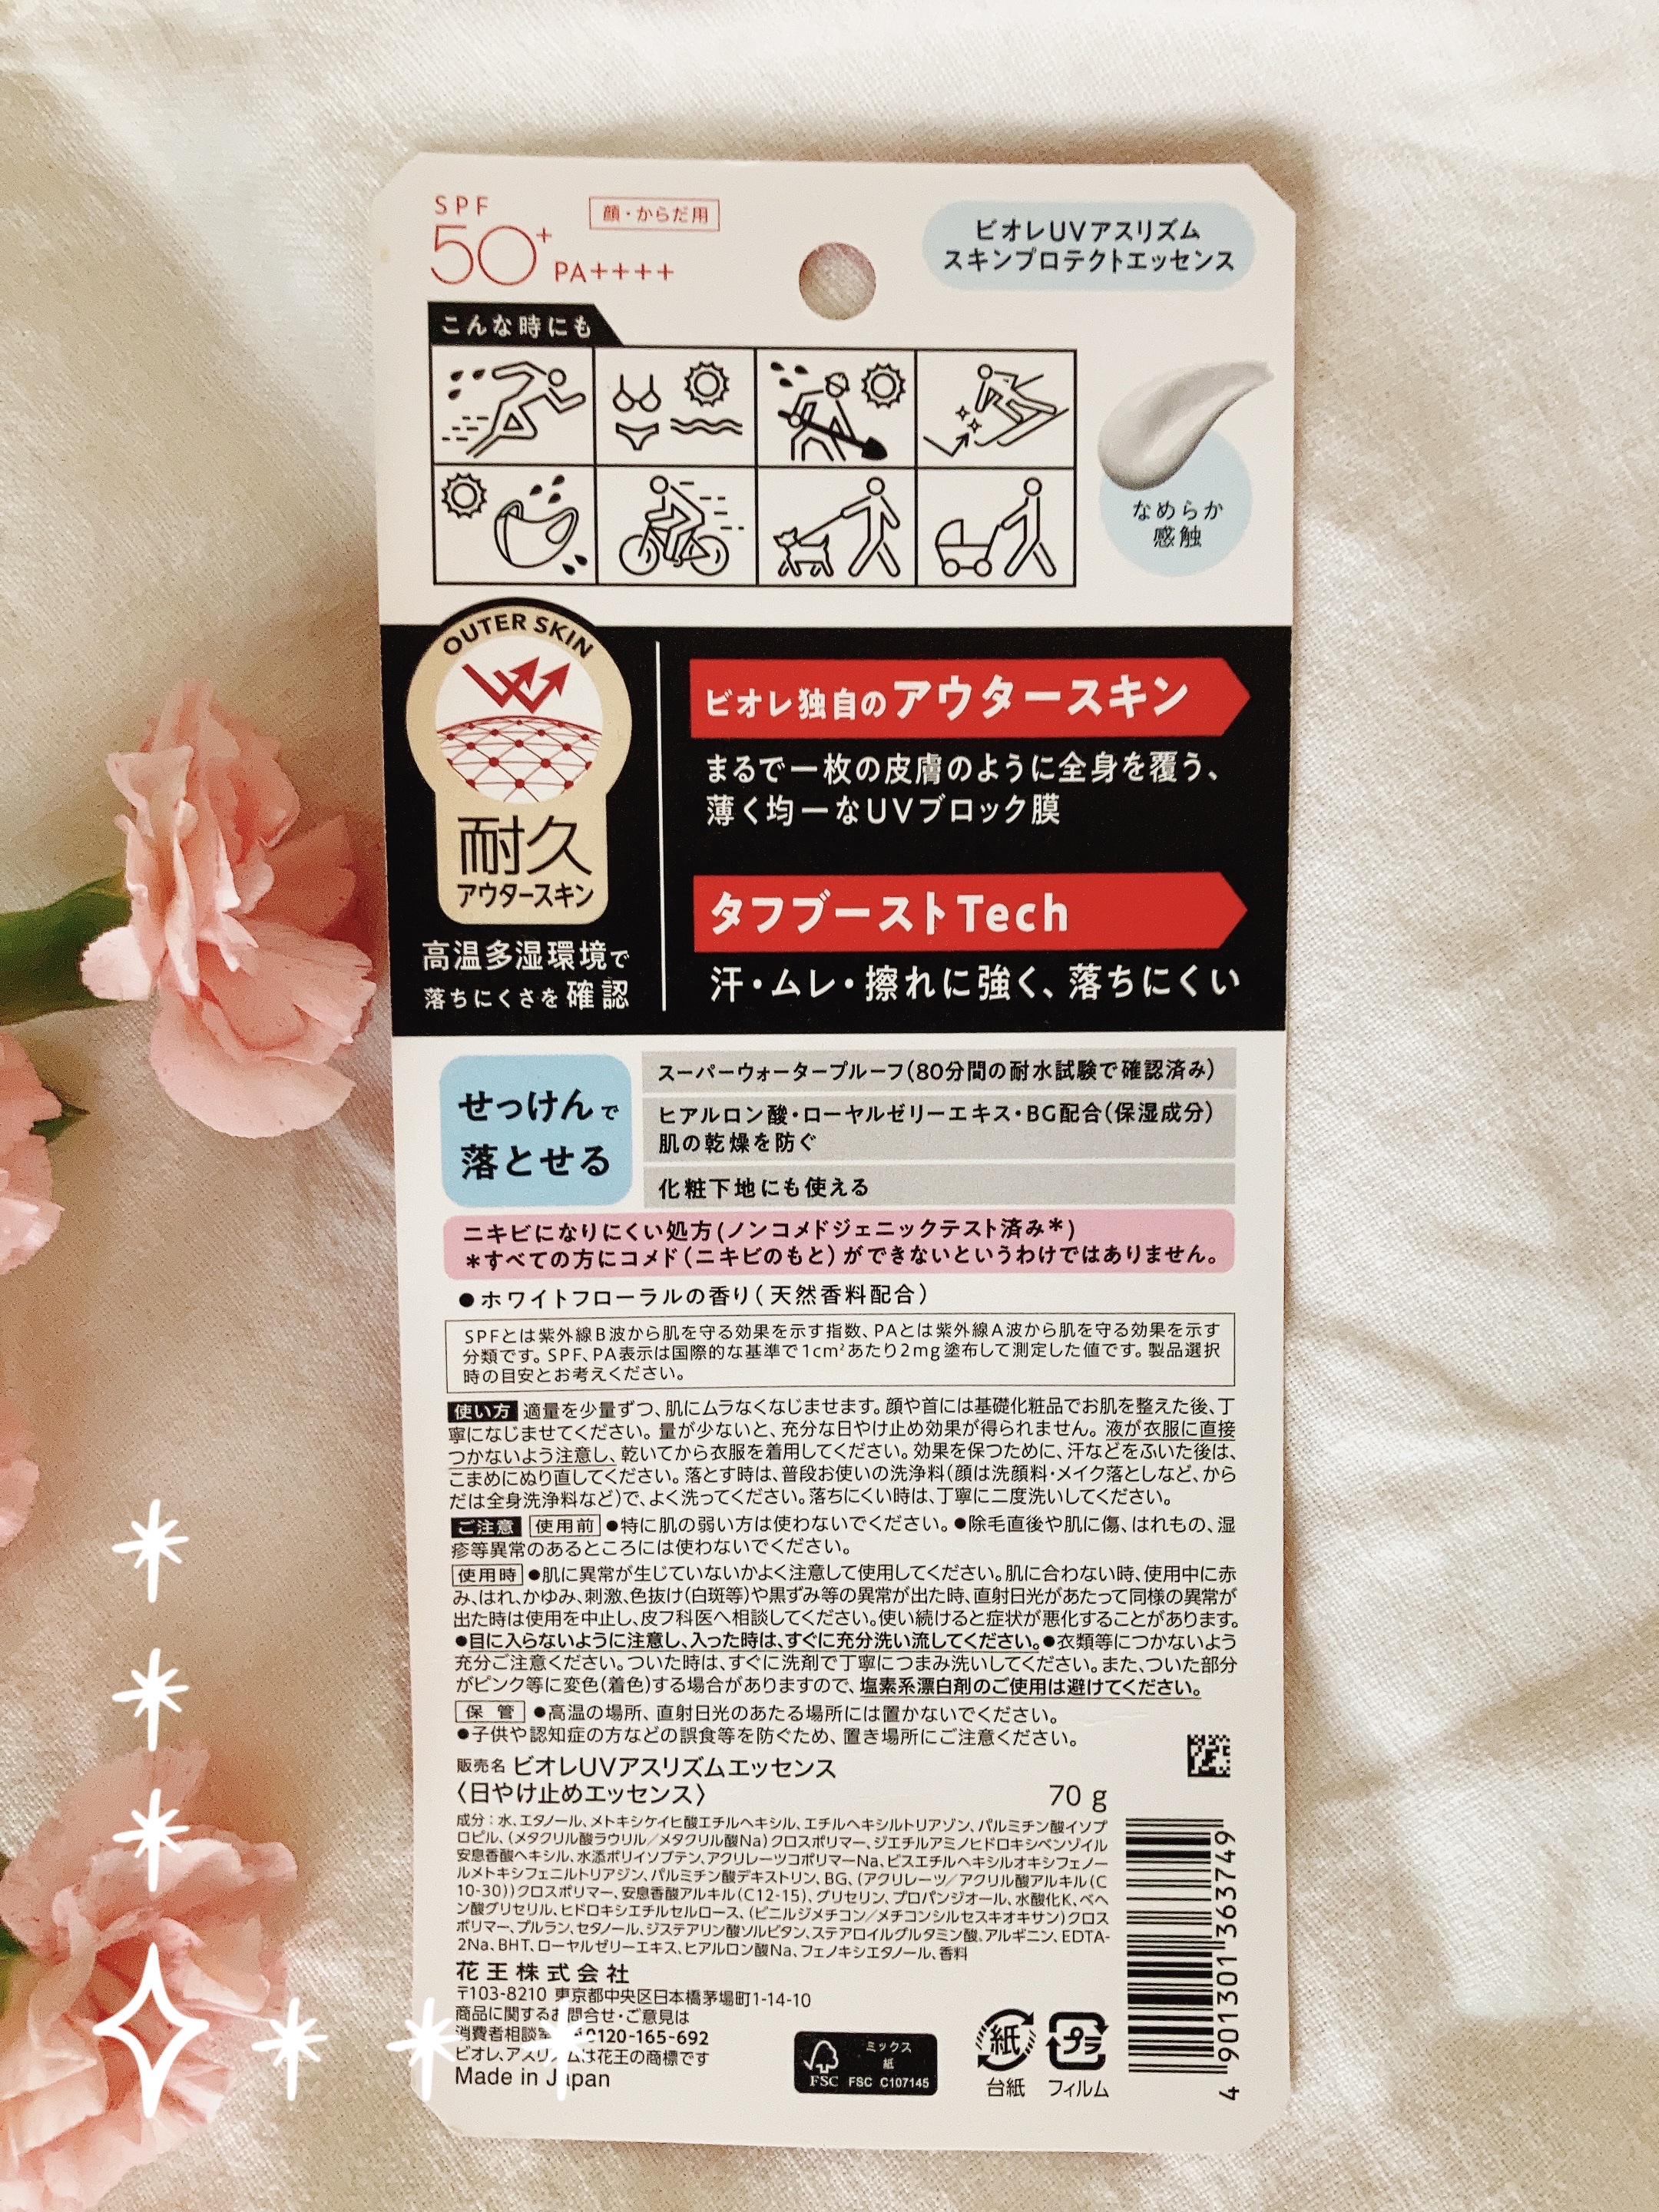 SPF
50+
PA++++
顔・からだ用
ビオレUVアスリズム
スキンプロテクトエッセンス
こんな時にも
なめらか
感触
OUTER SKIN
耐久
アウタースキン
高温多湿環境で
落ちにくさを確認
ビオレ独自のアウタースキン
まるで一枚の皮膚のように全身を覆う、
薄く均一なUVブロック膜
タフブーストTech
汗・ムレ・擦れに強く、落ちにくい
せっけんで
落とせる
スーパーウォータープルーフ(80分間の耐水試験で確認済み)
ヒアルロン酸・ローヤルゼリーエキス・BG配合(保湿成分)
肌の乾燥を防ぐ
化粧下地にも使える
ニキビになりにくい処方(ノンコメドジェニックテスト済み*)
*すべての方にコメド(ニキビのもと)ができないというわけではありません。
●ホワイトフローラルの香り(天然香料配合)
SPFとは紫外線B波から肌を守る効果を示す指数、PAとは紫外線A波から肌を守る効果を示す
分類です。SPF、PA表示は国際的な基準で1cm²あたり2mg塗布して測定した値です。製品選択
時の目安とお考えください。
使い方 適量を少量ずつ、肌にムラなくなじませます。顔や首には基礎化粧品でお肌を整えた後、丁
寧になじませてください。量が少ないと、充分な日やけ止め効果が得られません。液が衣服に直接
つかないよう注意し、乾いてから衣服を着用してください。効果を保つために、汗などをふいた後は、
こまめにぬり直してください。落とす時は、普段お使いの洗浄料(顔は洗顔料・メイク落としなど、から
だは全身洗浄料など)で、よく洗ってください。落ちにくい時は、丁寧に二度洗いしてください。
ご注意 使用前 ●特に肌の弱い方は使わないでください。●除毛直後や肌に傷、はれもの、湿
疹等異常のあるところには使わないでください。
使用時 ●肌に異常が生じていないかよく注意して使用してください。肌に合わない時、使用中に赤
み、はれ、かゆみ、刺激、色抜け(白斑等)や黒ずみ等の異常が出た時、直射日光があたって同様の異常が
出た時は使用を中止し、皮フ科医へ相談してください。使い続けると症状が悪化することがあります。
●目に入らないように注意し、入った時は、すぐに充分洗い流してください。●衣類等につかないよう
充分ご注意ください。ついた時は、すぐに洗剤で丁寧につまみ洗いしてください。また、ついた部分
がピンク等に変色(着色)する場合がありますので、塩素系漂白剤のご使用は避けてください。
保管 ●高温の場所、直射日光のあたる場所には置かないでください。
●子供や認知症の方などの誤食等を防ぐため、置き場所にご注意ください。
販売名 ビオレUVアスリズムエッセンス
〈日やけ止めエッセンス〉 70 g
成分:水、エタノール、メトキシケイヒ酸エチルヘキシル、エチルヘキシルトリアゾン、パルミチン酸イソプ
ロピル、(メタクリル酸ラウリル/メタクリル酸Na)クロスポリマー、ジエチルアミノヒドロキシベンゾイル
安息香酸ヘキシル、水添ポリイソブテン、アクリレーツコポリマーNa、ビスエチルヘキシルオキシフェノー
ルメトキシフェニルトリアジン、パルミチン酸デキストリン、BG、(アクリレーツ/アクリル酸アルキル(C
10-30))クロスポリマー、安息香酸アルキル(C12-15)、グリセリン、プロパンジオール、水酸化K、ベヘ
ン酸グリセリル、ヒドロキシエチルセルロース、(ビニルジメチコン/メチコンシルセスキオキサン)クロス
ポリマー、プルラン、セタノール、ジステアリン酸ソルビタン、ステアロイルグルタミン酸、アルギニン、EDTA-
2Na、BHT、ローヤルゼリーエキス、ヒアルロン酸Na、フェノキシエタノール、香料
花王株式会社
〒103-8210 東京都中央区日本橋茅場町1-14-10
商品に関するお問合せ・ご意見は
消費者相談室 0120-165-692
ビオレ、アスリズムは花王の商標です
Made in Japan
ミックス
紙
FSC FSC C107145
紙
台紙
プラ
フィルム
4 901301 363749